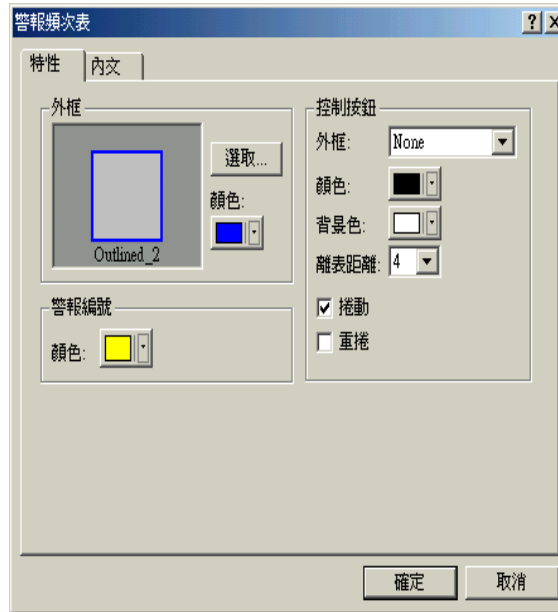 警報頻次表
特性
內文
外框
Outlined_2
選取...
顏色:
警報編號
顏色:
控制按鈕
外框:
None
顏色:
背景色:
離表距離:
4
捲動
重捲
確定
取消